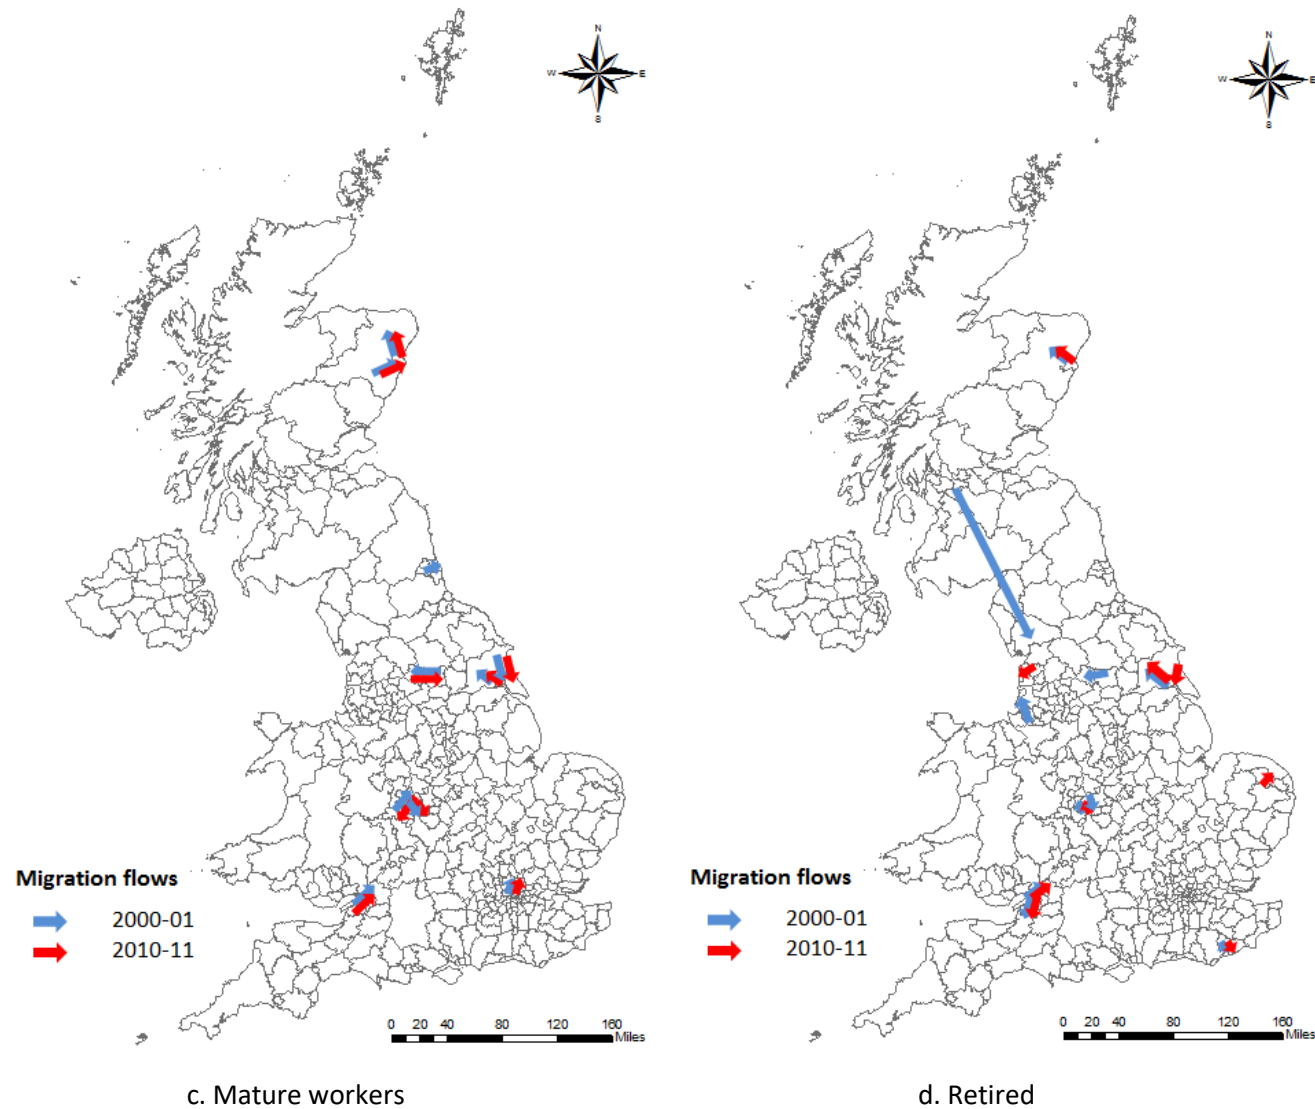 N
W E
S
N
W E
S
Migration flows
2000-01
2010-11
Migration flows
2000-01
2010-11
0 20 40 80 120 160
Miles
0 20 40 80 120 160
Miles
c. Mature workers
d. Retired